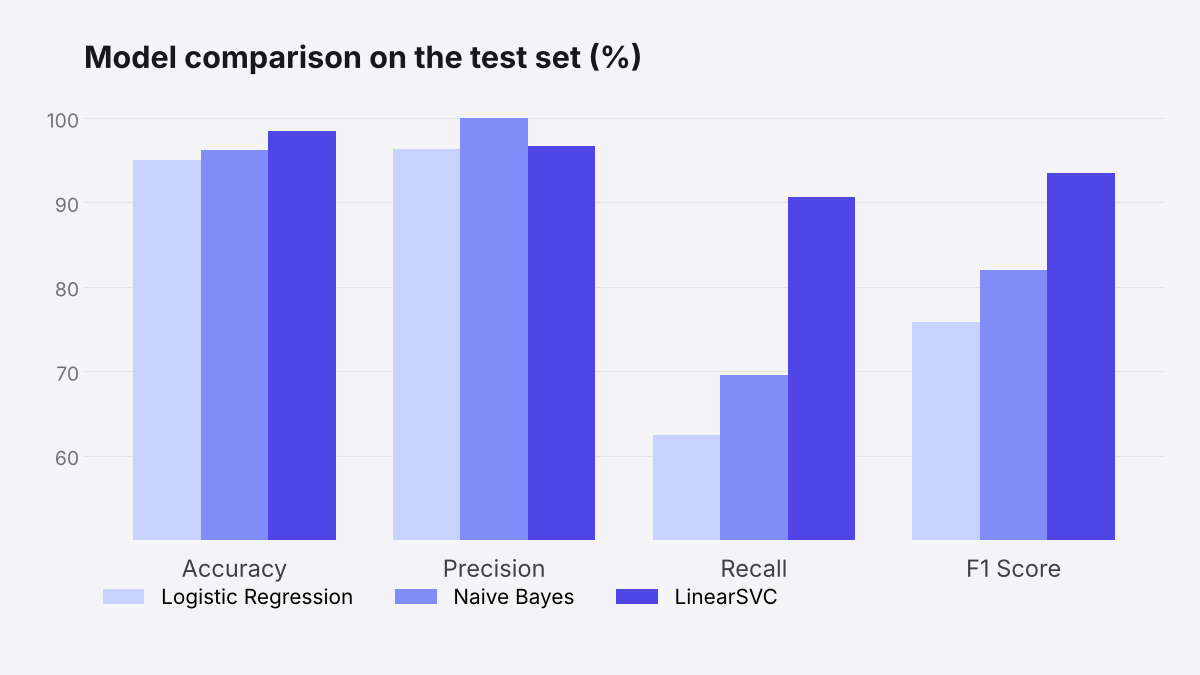 Model comparison on the test set (%)
100
90
80
70
60
Accuracy Precision Recall F1 Score
Logistic Regression Naive Bayes LinearSVC